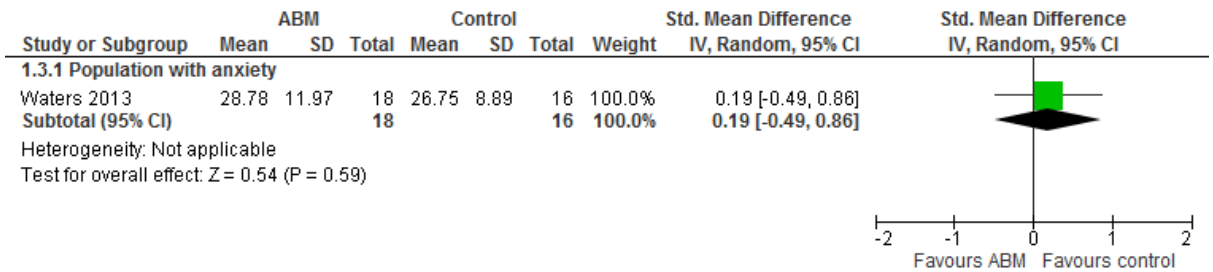 ABM Control Std. Mean Difference Std. Mean Difference
Study or Subgroup Mean SD Total Mean SD Total Weight IV, Random, 95% CI IV, Random, 95% CI
1.3.1 Population with anxiety
Waters 2013 28.78 11.97 18 26.75 8.89 16 100.0% 0.19 [-0.49, 0.86]
Subtotal (95% CI) 18 16 100.0% 0.19 [-0.49, 0.86]
Heterogeneity: Not applicable
Test for overall effect: Z = 0.54 (P = 0.59)
-2 -1 0 1 2
Favours ABM Favours control